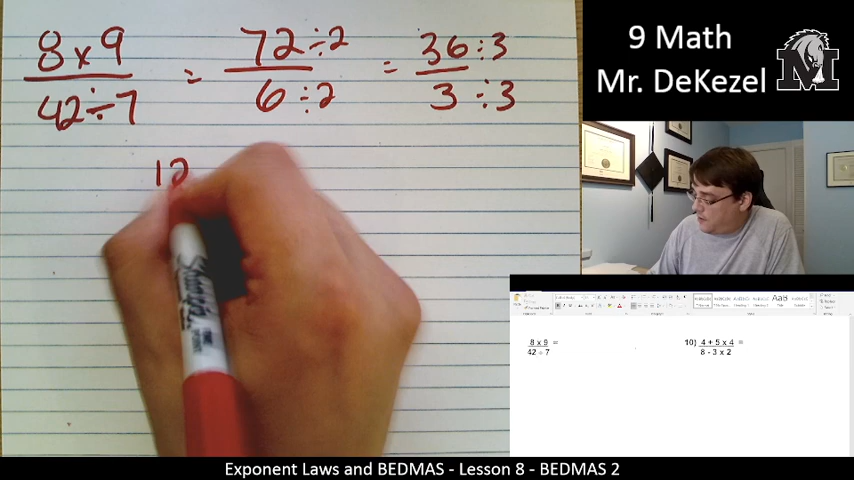 8 x 9 = 72 ÷2 = 36 ÷3
42÷7 6 ÷2 3 ÷3
12
9 Math
Mr. DeKezel
M
8 x 9 =
42 ÷ 7
10) 4 + 5 x 4 =
8 - 3 x 2
Exponent Laws and BEDMAS - Lesson 8 - BEDMAS 2